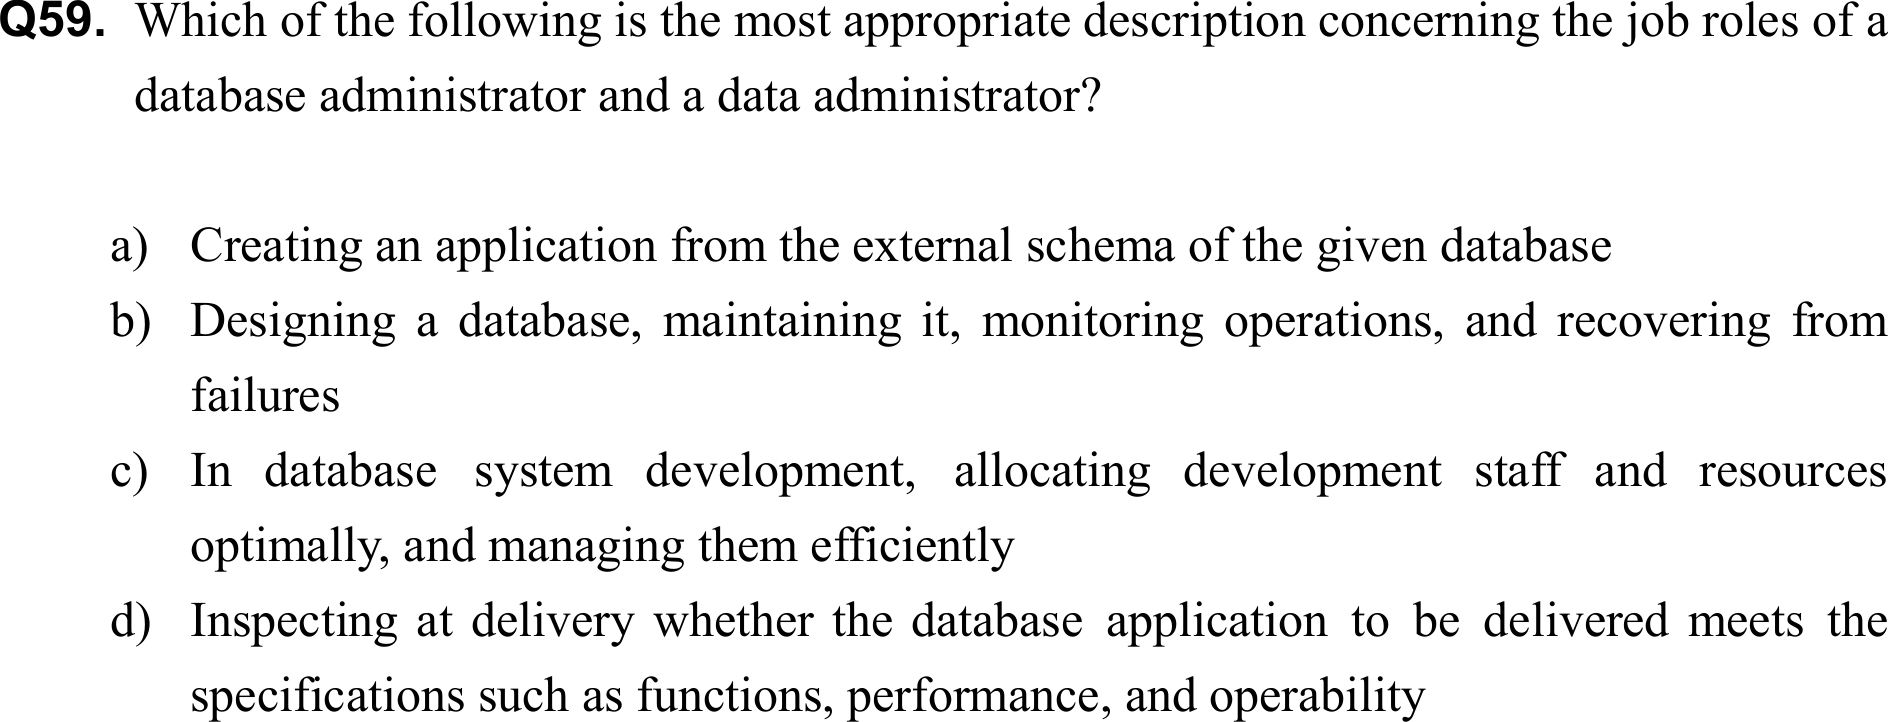 Q59. Which of the following is the most appropriate description concerning the job roles of a
database administrator and a data administrator?
a) Creating an application from the external schema of the given database
b) Designing a database, maintaining it, monitoring operations, and recovering from
failures
c) In database system development, allocating development staff and resources
optimally, and managing them efficiently
d) Inspecting at delivery whether the database application to be delivered meets the
specifications such as functions, performance, and operability